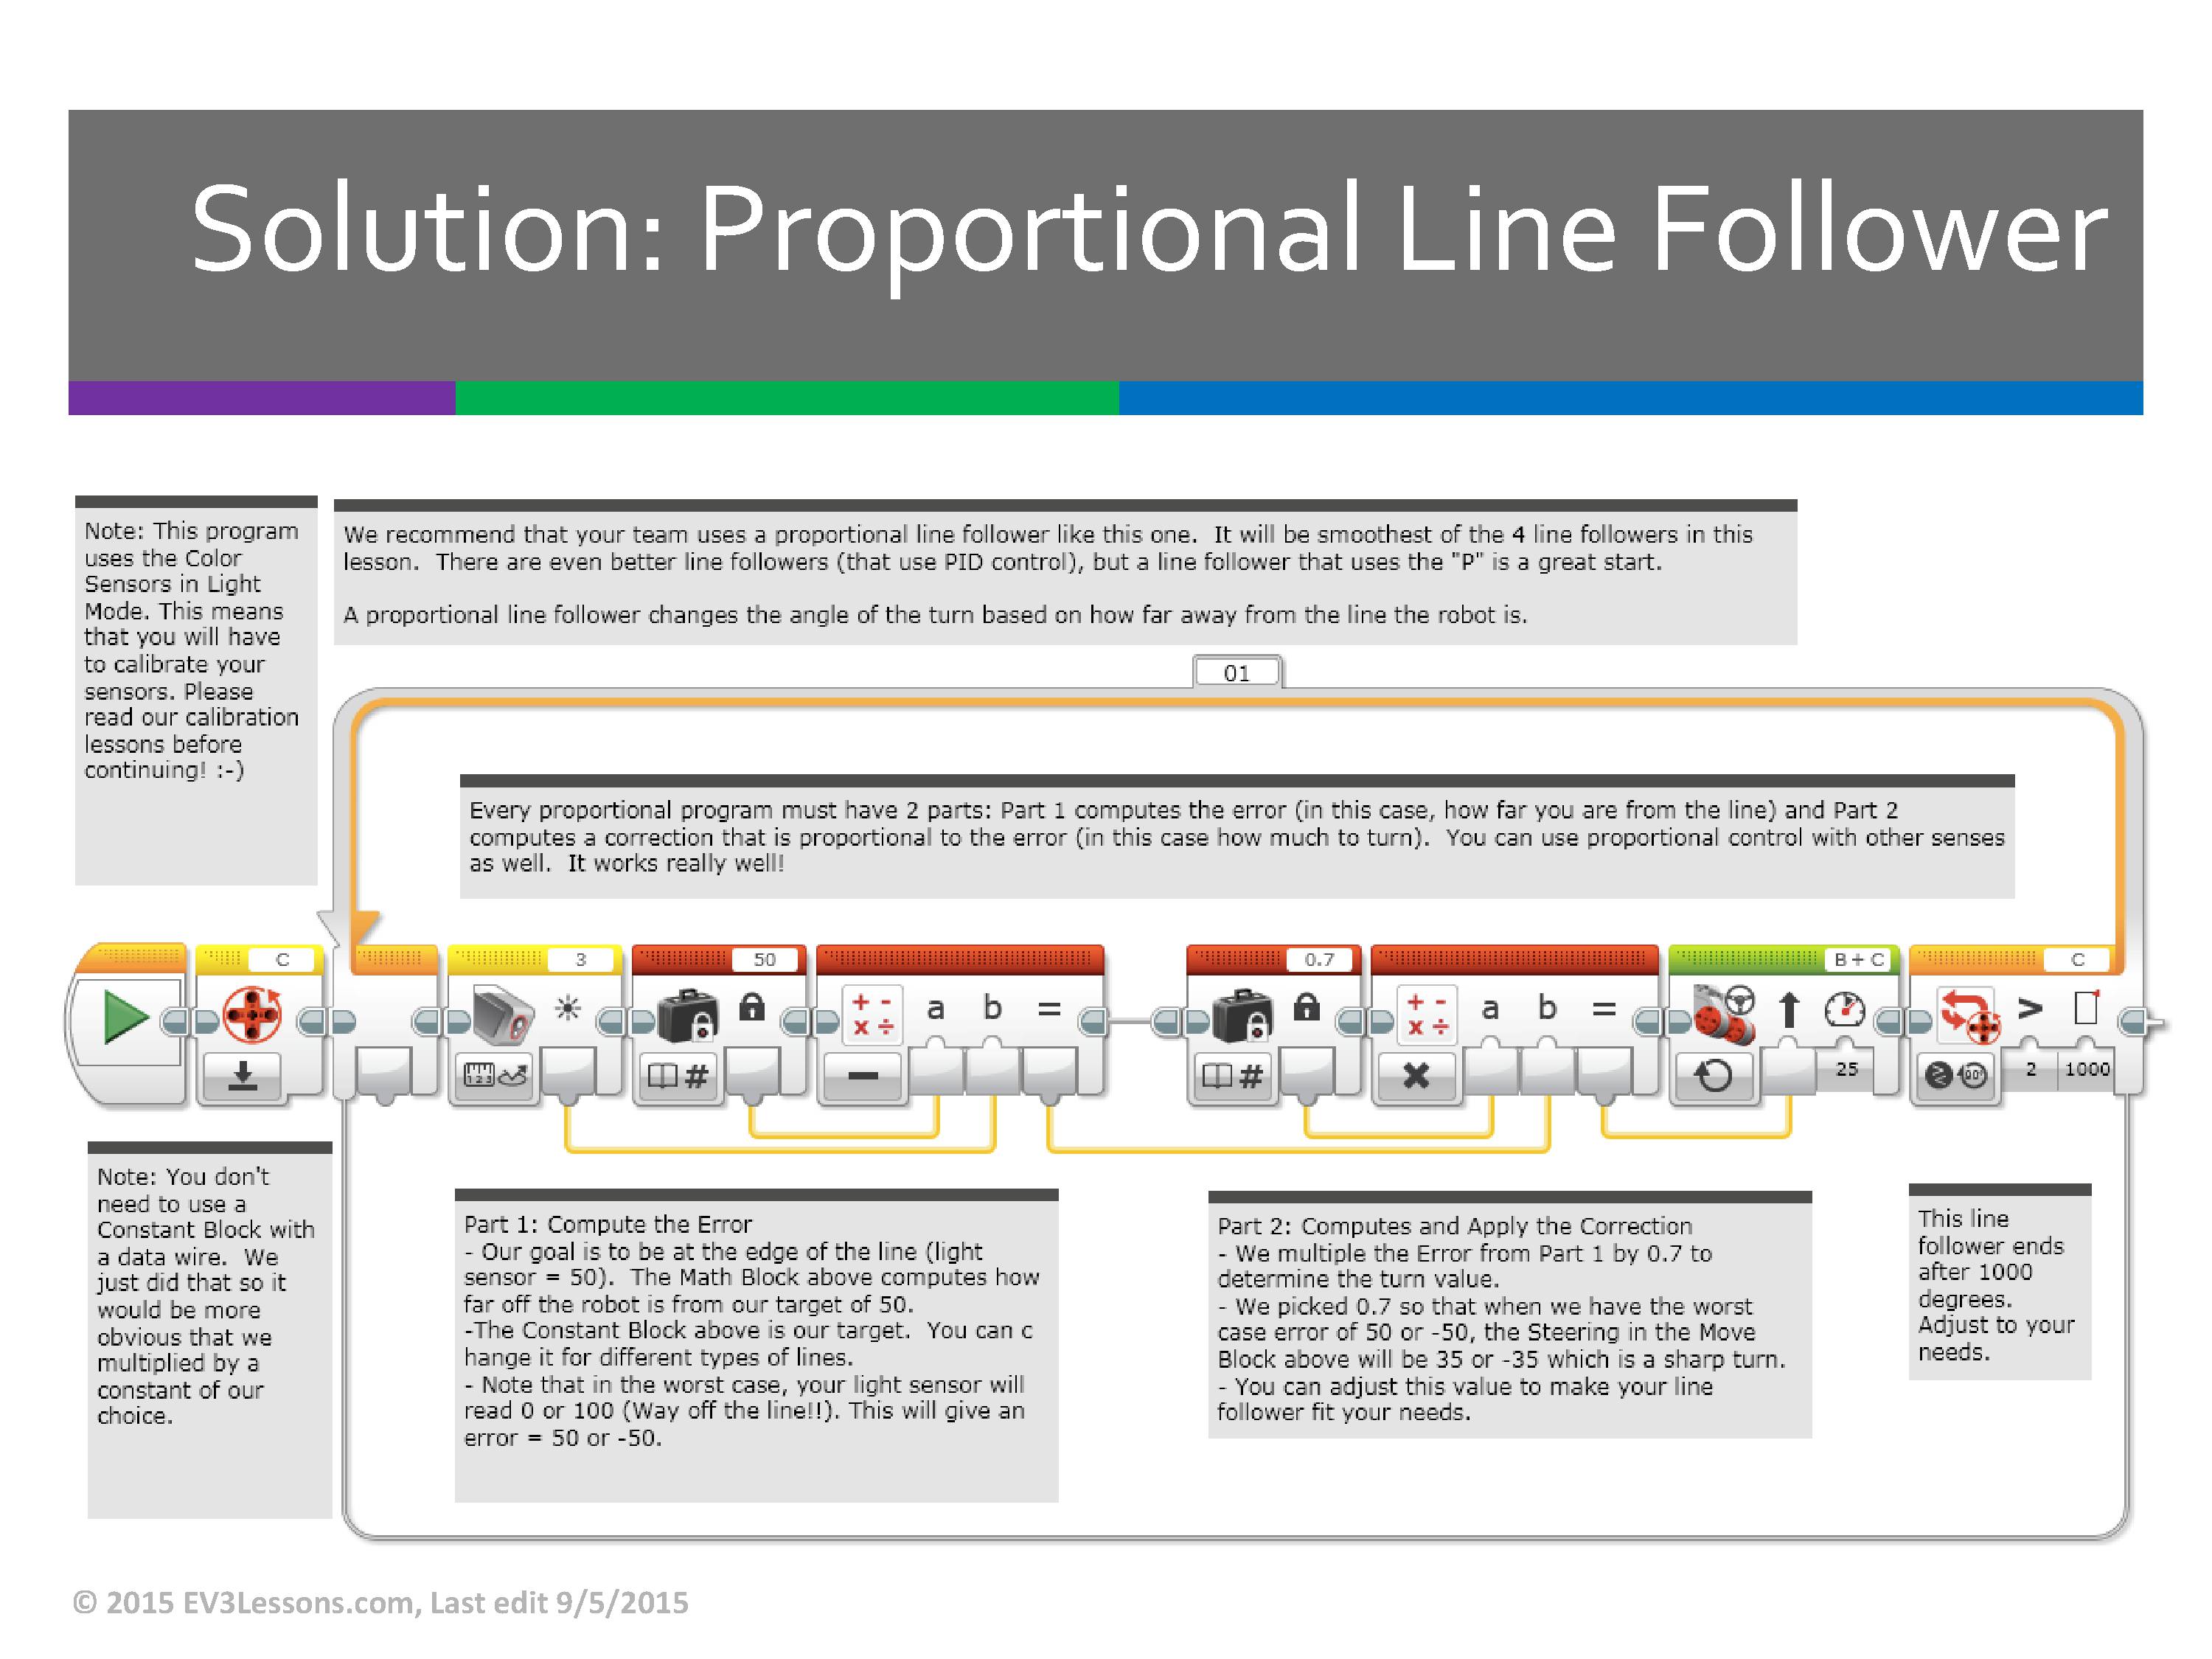 Solution: Proportional Line Follower
Note: This program
uses the Color
Sensors in Light
Mode. This means
that you will have
to calibrate your
sensors. Please
read our calibration
lessons before
continuing! :-)
We recommend that your team uses a proportional line follower like this one.  It will be smoothest of the 4 line followers in this
lesson.  There are even better line followers (that use PID control), but a line follower that uses the "P" is a great start.
A proportional line follower changes the angle of the turn based on how far away from the line the robot is.
01
Every proportional program must have 2 parts: Part 1 computes the error (in this case, how far you are from the line) and Part 2
computes a correction that is proportional to the error (in this case how much to turn).  You can use proportional control with other senses
as well.  It works really well!
C 3 50 0.7 B + C C
+ - x ÷ a b = + - x ÷ a b = >
1 2 3 # # 25 90° 2 1000
Note: You don't
need to use a
Constant Block with
a data wire.  We
just did that so it
would be more
obvious that we
multiplied by a
constant of our
choice.
Part 1: Compute the Error
- Our goal is to be at the edge of the line (light
sensor = 50).  The Math Block above computes how
far off the robot is from our target of 50.
-The Constant Block above is our target.  You can c
hange it for different types of lines.
- Note that in the worst case, your light sensor will
read 0 or 100 (Way off the line!!). This will give an
error = 50 or -50.
Part 2: Computes and Apply the Correction
- We multiple the Error from Part 1 by 0.7 to
determine the turn value.
- We picked 0.7 so that when we have the worst
case error of 50 or -50, the Steering in the Move
Block above will be 35 or -35 which is a sharp turn.
- You can adjust this value to make your line
follower fit your needs.
This line
follower ends
after 1000
degrees.
Adjust to your
needs.
© 2015 EV3Lessons.com, Last edit 9/5/2015